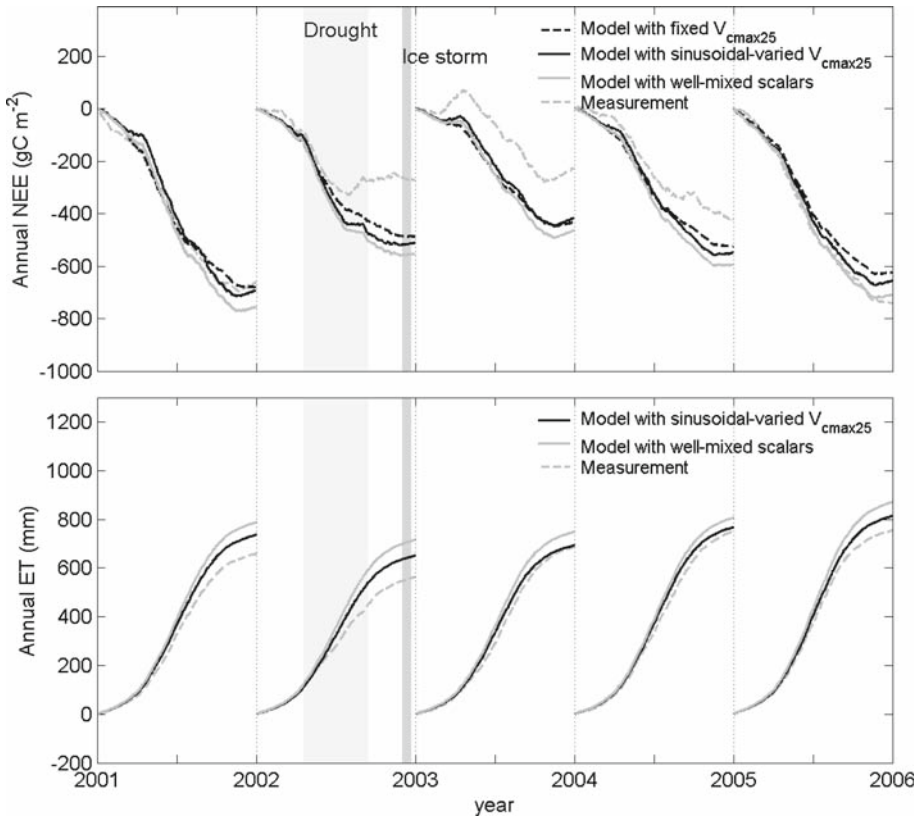 Drought
Ice storm
Model with fixed Vcmax25
Model with sinusoidal-varied Vcmax25
Model with well-mixed scalars
Measurement
Annual NEE (gC m-2)
200
0
-200
-400
-600
-800
-1000
Model with sinusoidal-varied Vcmax25
Model with well-mixed scalars
Measurement
Annual ET (mm)
1200
1000
800
600
400
200
0
-200
2001 2002 2003 2004 2005 2006
year